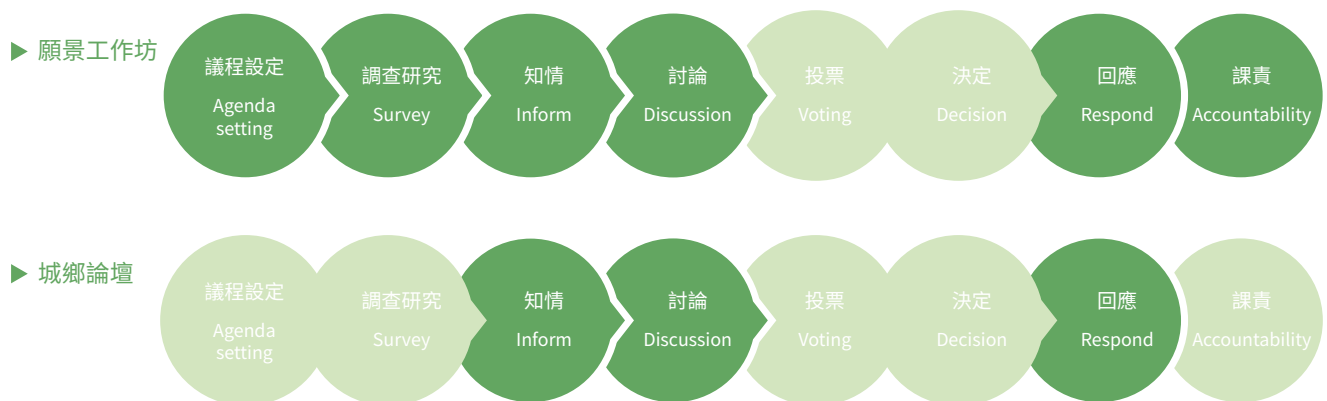 願景工作坊
議程設定
Agenda
setting
調查研究
Survey
知情
Inform
討論
Discussion
投票
Voting
決定
Decision
回應
Respond
課責
Accountability
城鄉論壇
議程設定
Agenda
setting
調查研究
Survey
知情
Inform
討論
Discussion
投票
Voting
決定
Decision
回應
Respond
課責
Accountability